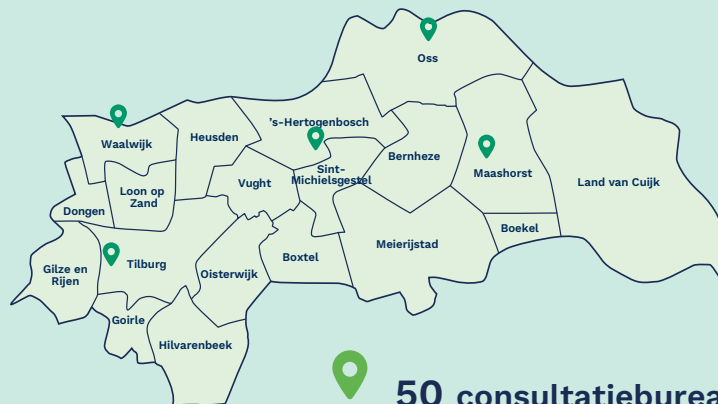 Oss
's-Hertogenbosch
Waalwijk
Heusden
Bernheze
Sint-
Michielsgestel
Maashorst
Vught
Land van Cuijk
Loon op
Zand
Dongen
Boekel
Meierijstad
Boxtel
Tilburg
Gilze en
Rijen
Oisterwijk
Goirle
Hilvarenbeek
50 consultatieburea